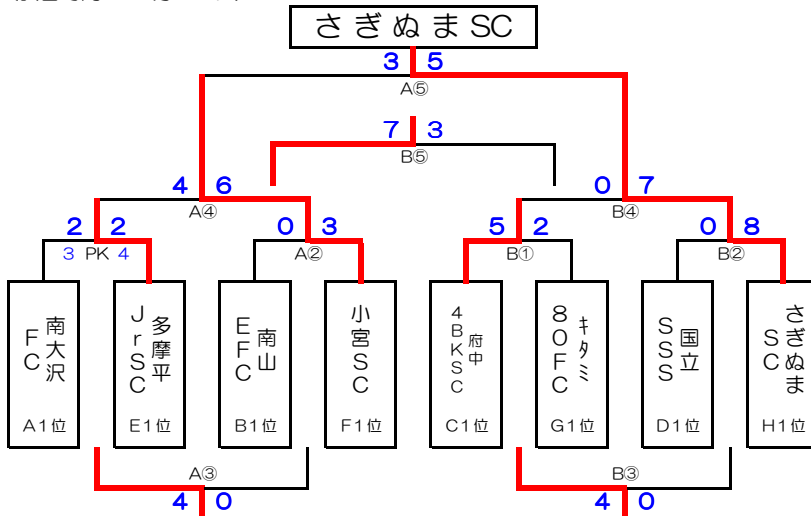 さぎぬまSC
3 5
A⑤
7 3
B⑤
4 6
A④
0 7
B④
2 2
3 PK 4
0 3
A②
5 2
B①
0 8
B②
南大沢FC
A1位
多摩平JrSC
E1位
南山EFC
B1位
小宮SC
F1位
府中4BKSC
C1位
キタミ80FC
G1位
国立SSS
D1位
さぎぬまSC
H1位
A③
4 0
B③
4 0